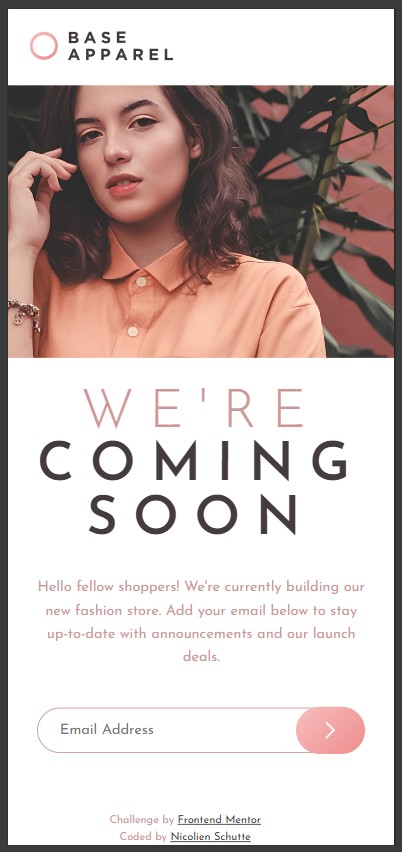 BASE
APPAREL
WE'RE
COMING
SOON
Hello fellow shoppers! We're currently building our
new fashion store. Add your email below to stay
up-to-date with announcements and our launch
deals.
Email Address
Challenge by Frontend Mentor
Coded by Nicolien Schutte